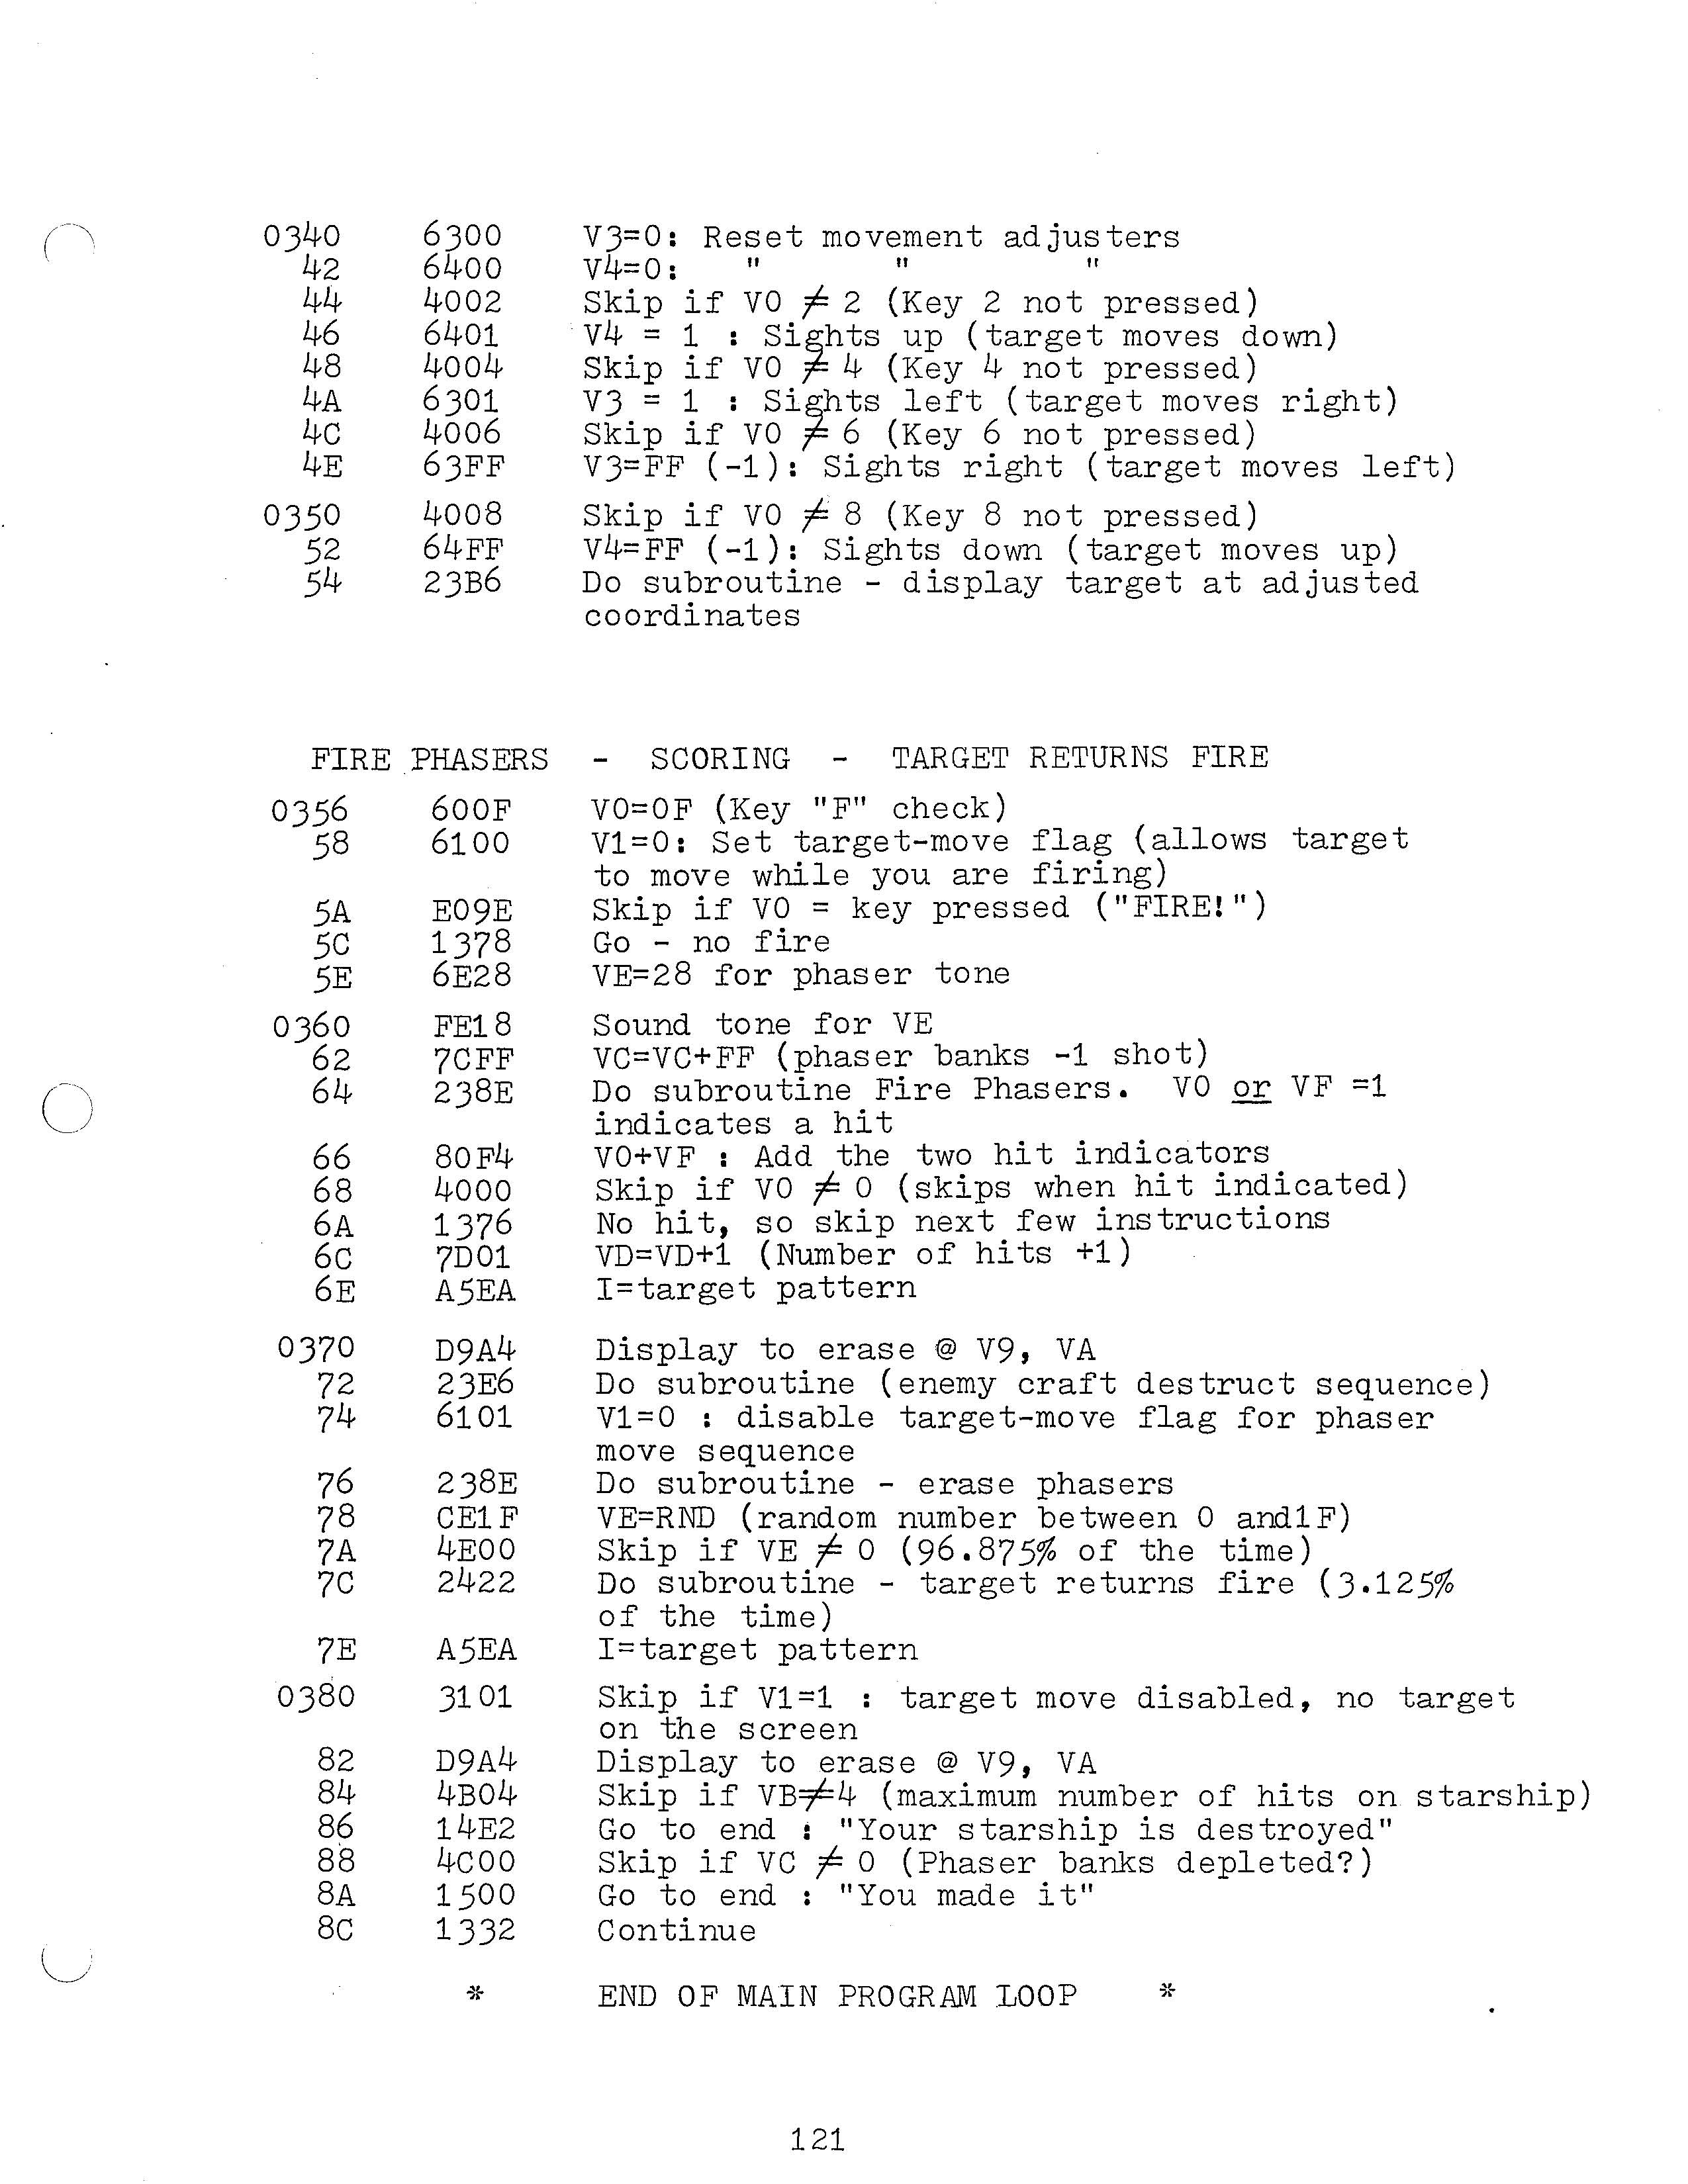 0340 6300 V3=0: Reset movement adjusters
42 6400 V4=0: " " "
44 4002 Skip if V0 ≠ 2 (Key 2 not pressed)
46 6401 V4 = 1 : Sights up (target moves down)
48 4004 Skip if V0 ≠ 4 (Key 4 not pressed)
4A 6301 V3 = 1 : Sights left (target moves right)
4C 4006 Skip if V0 ≠ 6 (Key 6 not pressed)
4E 63FF V3=FF (-1): Sights right (target moves left)
0350 4008 Skip if V0 ≠ 8 (Key 8 not pressed)
52 64FF V4=FF (-1): Sights down (target moves up)
54 23B6 Do subroutine - display target at adjusted
coordinates
FIRE PHASERS - SCORING - TARGET RETURNS FIRE
0356 600F V0=0F (Key "F" check)
58 6100 V1=0: Set target-move flag (allows target
to move while you are firing)
5A E09E Skip if V0 = key pressed ("FIRE!")
5C 1378 Go - no fire
5E 6E28 VE=28 for phaser tone
0360 FE18 Sound tone for VE
62 7CFF VC=VC+FF (phaser banks -1 shot)
64 238E Do subroutine Fire Phasers. V0 or VF =1
indicates a hit
66 80F4 V0+VF : Add the two hit indicators
68 4000 Skip if V0 ≠ 0 (skips when hit indicated)
6A 1376 No hit, so skip next few instructions
6C 7D01 VD=VD+1 (Number of hits +1)
6E A5EA I=target pattern
0370 D9A4 Display to erase @ V9, VA
72 23E6 Do subroutine (enemy craft destruct sequence)
74 6101 V1=0 : disable target-move flag for phaser
move sequence
76 238E Do subroutine - erase phasers
78 CE1F VE=RND (random number between 0 and1F)
7A 4E00 Skip if VE ≠ 0 (96.875% of the time)
7C 2422 Do subroutine - target returns fire (3.125%
of the time)
7E A5EA I=target pattern
0380 3101 Skip if V1=1 : target move disabled, no target
on the screen
82 D9A4 Display to erase @ V9, VA
84 4B04 Skip if VB≠4 (maximum number of hits on starship)
86 14E2 Go to end : "Your starship is destroyed"
88 4C00 Skip if VC ≠ 0 (Phaser banks depleted?)
8A 1500 Go to end : "You made it"
8C 1332 Continue
* END OF MAIN PROGRAM LOOP *
121